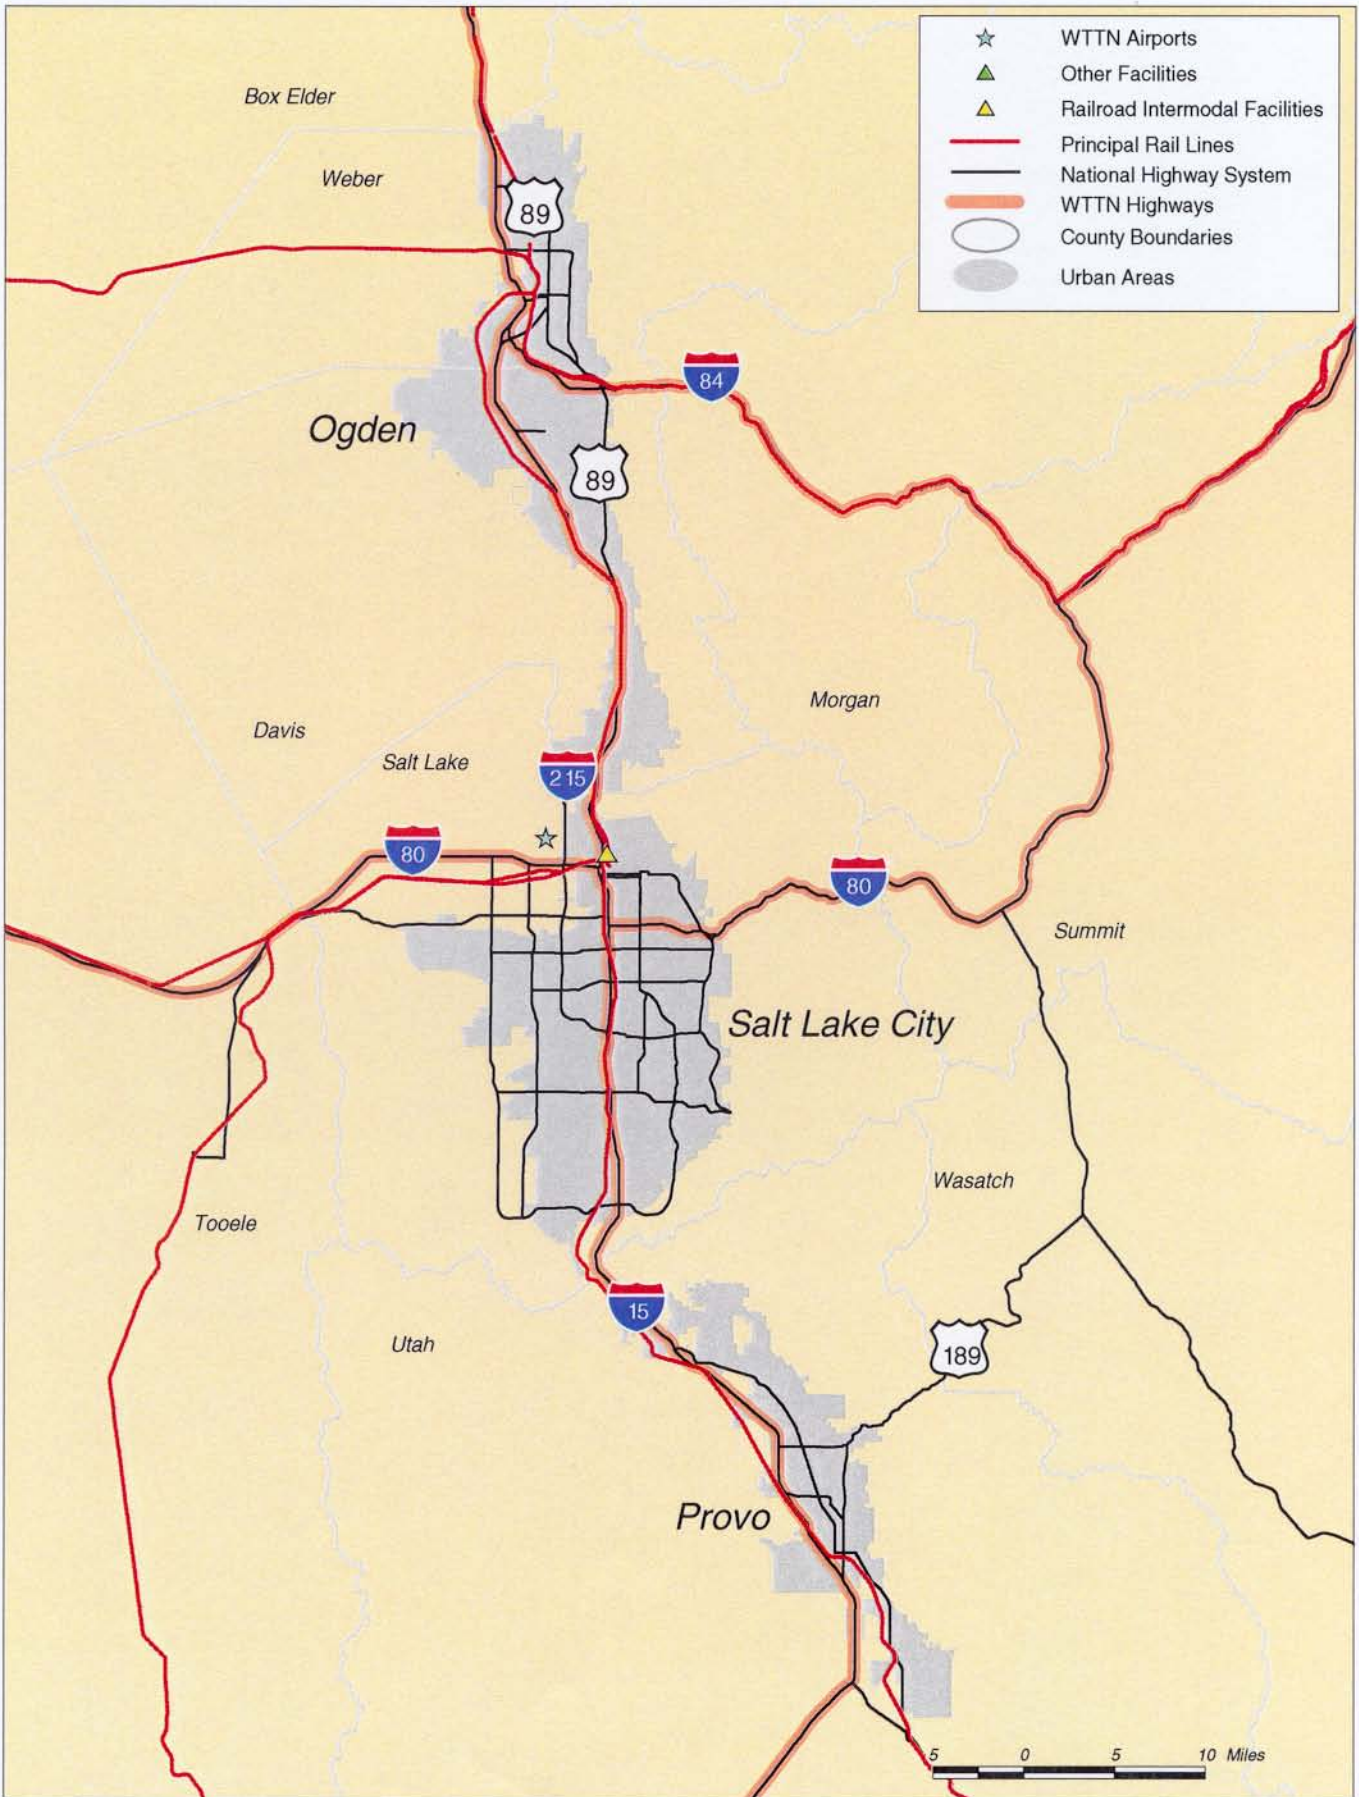 WTTN Airports
Other Facilities
Railroad Intermodal Facilities
Principal Rail Lines
National Highway System
WTTN Highways
County Boundaries
Urban Areas
Box Elder
Weber
89
84
Ogden
89
Morgan
Davis
Salt Lake
215
80
80
Summit
Salt Lake City
Wasatch
Tooele
15
Utah
189
Provo
5 0 5 10 Miles